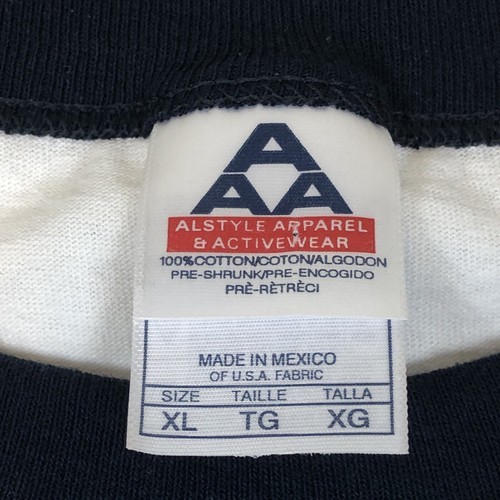 A
A A
ALSTYLE APPAREL
& ACTIVEWEAR
100%COTTON/COTON/ALGODON
PRE-SHRUNK/PRE-ENCOGIDO
PRÈ-RÈTRÈCI
MADE IN MEXICO
OF U.S.A. FABRIC
SIZE TAILLE TALLA
XL TG XG